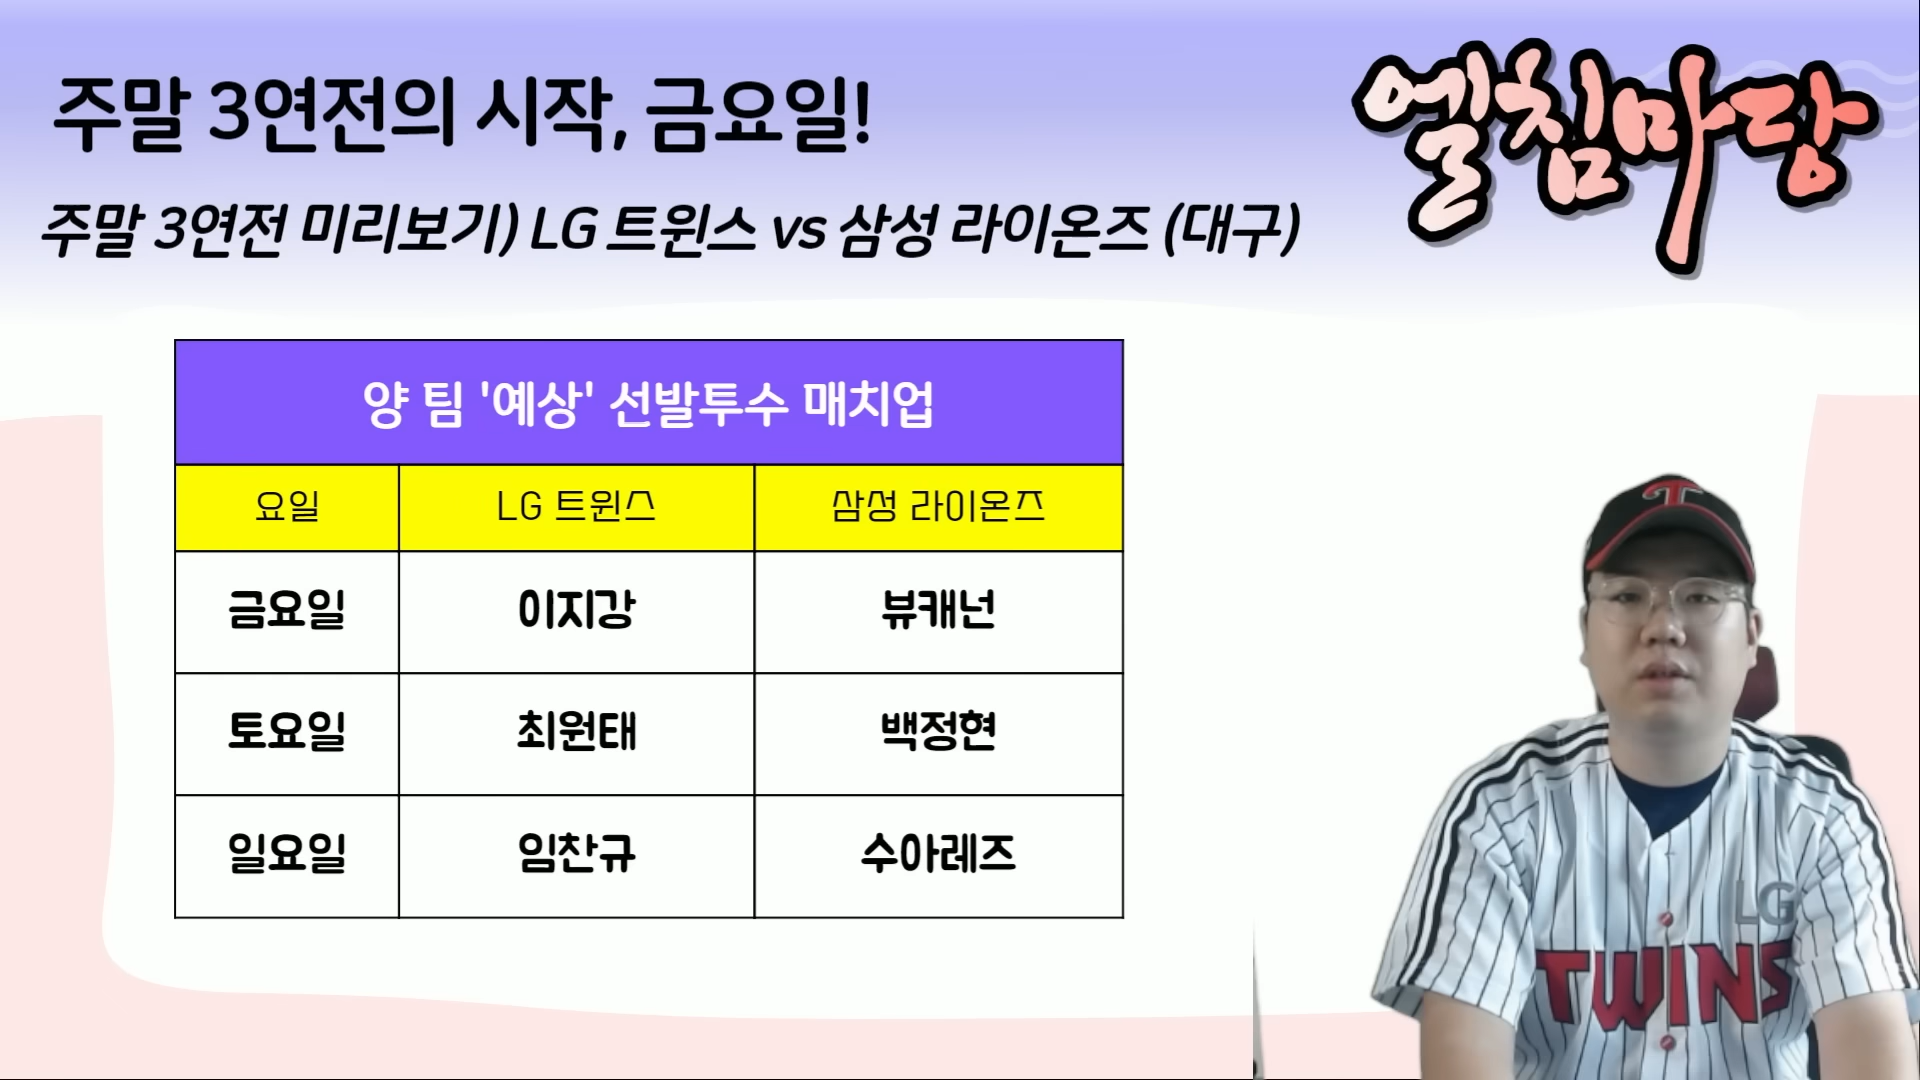 주말 3연전의 시작, 금요일!
엘침마당
주말 3연전 미리보기) LG 트윈스 vs 삼성 라이온즈 (대구)
양 팀 '예상' 선발투수 매치업
요일 LG 트윈스 삼성 라이온즈
금요일 이지강 뷰캐넌
토요일 최원태 백정현
일요일 임찬규 수아레즈
T
LG
TWINS